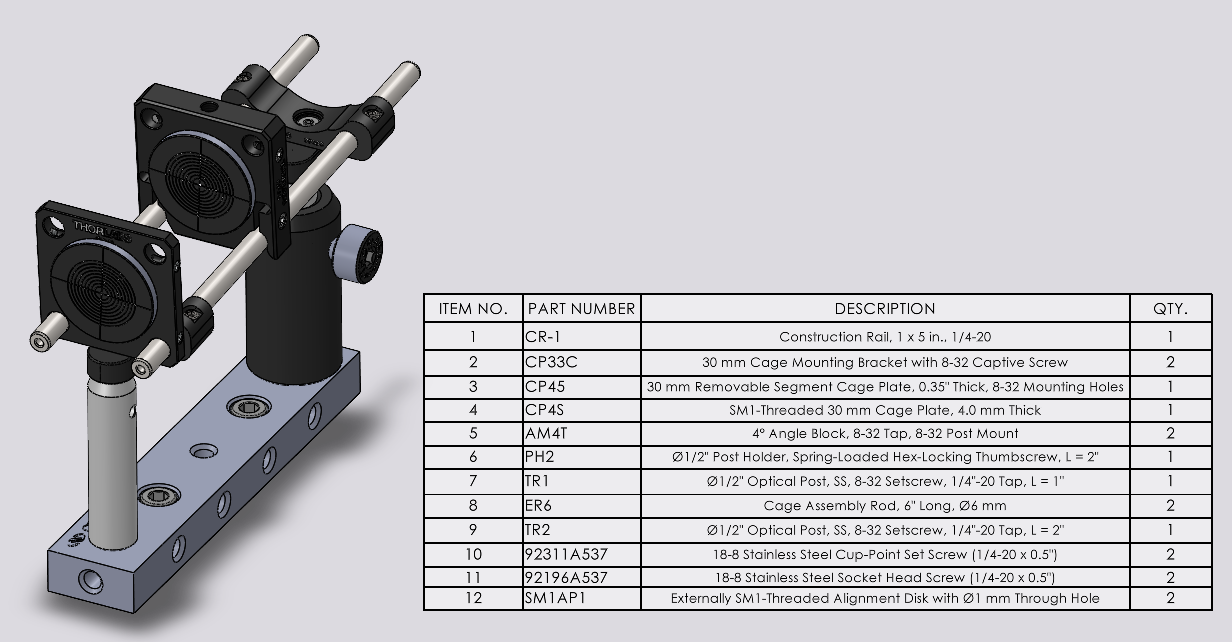 THORLABS
ITEM NO. PART NUMBER DESCRIPTION QTY.
1 CR-1 Construction Rail, 1 x 5 in., 1/4-20 1
2 CP33C 30 mm Cage Mounting Bracket with 8-32 Captive Screw 2
3 CP45 30 mm Removable Segment Cage Plate, 0.35" Thick, 8-32 Mounting Holes 1
4 CP4S SM1-Threaded 30 mm Cage Plate, 4.0 mm Thick 1
5 AM4T 4° Angle Block, 8-32 Tap, 8-32 Post Mount 2
6 PH2 Ø1/2" Post Holder, Spring-Loaded Hex-Locking Thumbscrew, L = 2" 1
7 TR1 Ø1/2" Optical Post, SS, 8-32 Setscrew, 1/4"-20 Tap, L = 1" 1
8 ER6 Cage Assembly Rod, 6" Long, Ø6 mm 2
9 TR2 Ø1/2" Optical Post, SS, 8-32 Setscrew, 1/4"-20 Tap, L = 2" 1
10 92311A537 18-8 Stainless Steel Cup-Point Set Screw (1/4-20 x 0.5") 2
11 92196A537 18-8 Stainless Steel Socket Head Screw (1/4-20 x 0.5") 2
12 SM1AP1 Externally SM1-Threaded Alignment Disk with Ø1 mm Through Hole 2